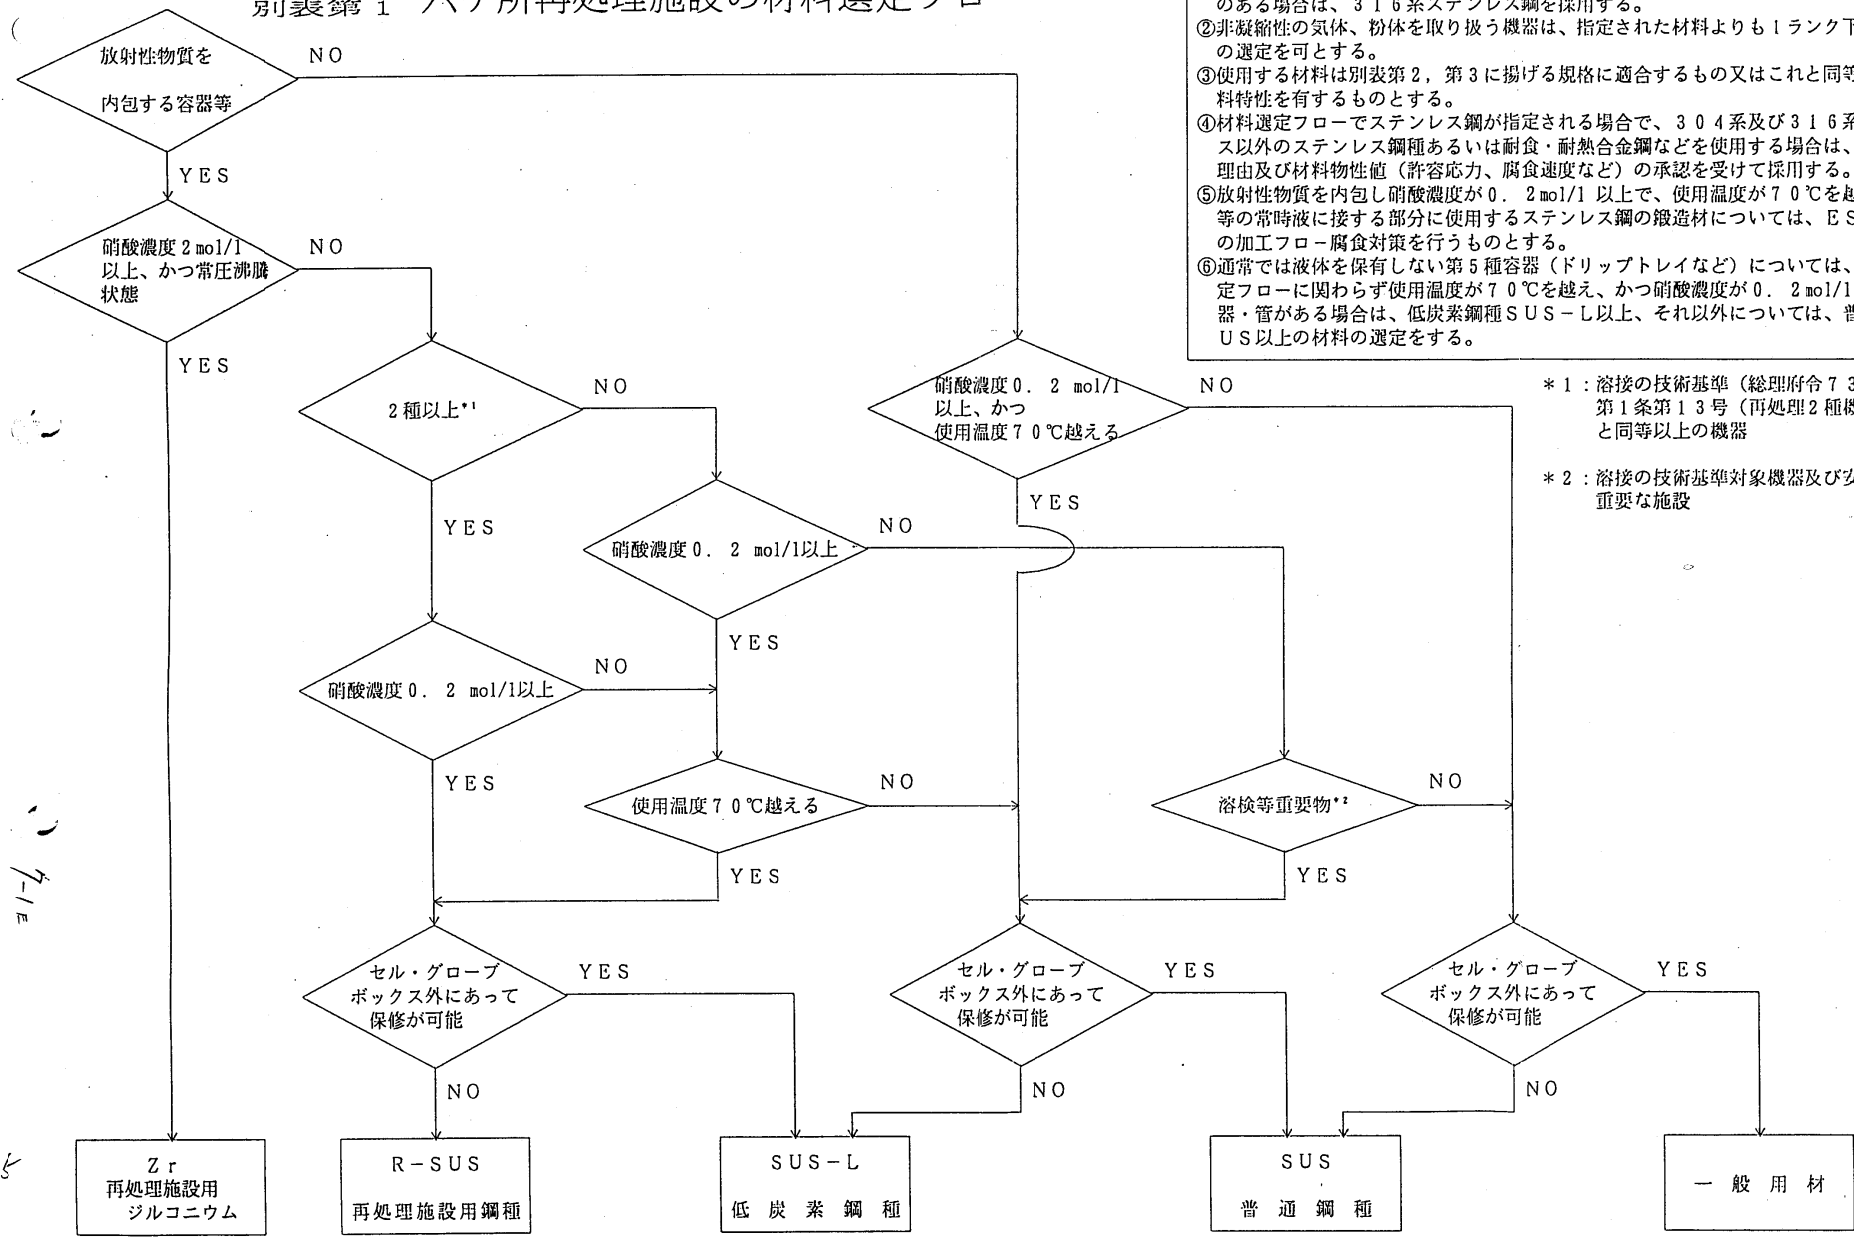 別表第1 六ヶ所再処理施設の材料選定フロー
のある場合は、316系ステンレス鋼を採用する。
②非凝縮性の気体、粉体を取り扱う機器は、指定された材料よりも1ランク下
の選定を可とする。
③使用する材料は別表第2，第3に揚げる規格に適合するもの又はこれと同等
料特性を有するものとする。
④材料選定フローでステンレス鋼が指定される場合で、304系及び316系
ス以外のステンレス鋼種あるいは耐食・耐熱合金鋼などを使用する場合は、
理由及び材料物性値（許容応力、腐食速度など）の承認を受けて採用する。
⑤放射性物質を内包し硝酸濃度が0．2mol/l 以上で、使用温度が70℃を越
等の常時液に接する部分に使用するステンレス鋼の鍛造材については、ES
の加工フロー腐食対策を行うものとする。
⑥通常では液体を保有しない第5種容器（ドリップトレイなど）については、
定フローに関わらず使用温度が70℃を越え、かつ硝酸濃度が0．2mol/l
器・管がある場合は、低炭素鋼種SUS－L以上、それ以外については、普
US以上の材料の選定をする。
＊1：溶接の技術基準（総理府令73
第1条第13号（再処理2種機
と同等以上の機器
＊2：溶接の技術基準対象機器及び安
重要な施設
放射性物質を
内包する容器等
NO
YES
硝酸濃度2mol/l
以上、かつ常圧沸騰
状態
NO
YES
2種以上*1
NO
YES
硝酸濃度0．2 mol/l
以上、かつ
使用温度70℃越える
NO
YES
硝酸濃度0．2 mol/l以上
NO
YES
硝酸濃度0．2 mol/l以上
NO
YES
使用温度70℃越える
NO
YES
溶検等重要物*2
NO
YES
セル・グローブ
ボックス外にあって
保修が可能
YES
NO
セル・グローブ
ボックス外にあって
保修が可能
YES
NO
セル・グローブ
ボックス外にあって
保修が可能
YES
NO
Zr
再処理施設用
ジルコニウム
R－SUS
再処理施設用鋼種
SUS－L
低炭素鋼種
SUS
普通鋼種
一般用材